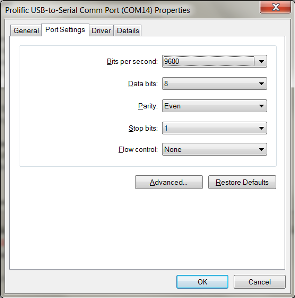 Prolific USB-to-Serial Comm Port (COM14) Properties
General Port Settings Driver Details
Bits per second: 9600
Data bits: 8
Parity: Even
Stop bits: 1
Flow control: None
Advanced... Restore Defaults
OK Cancel